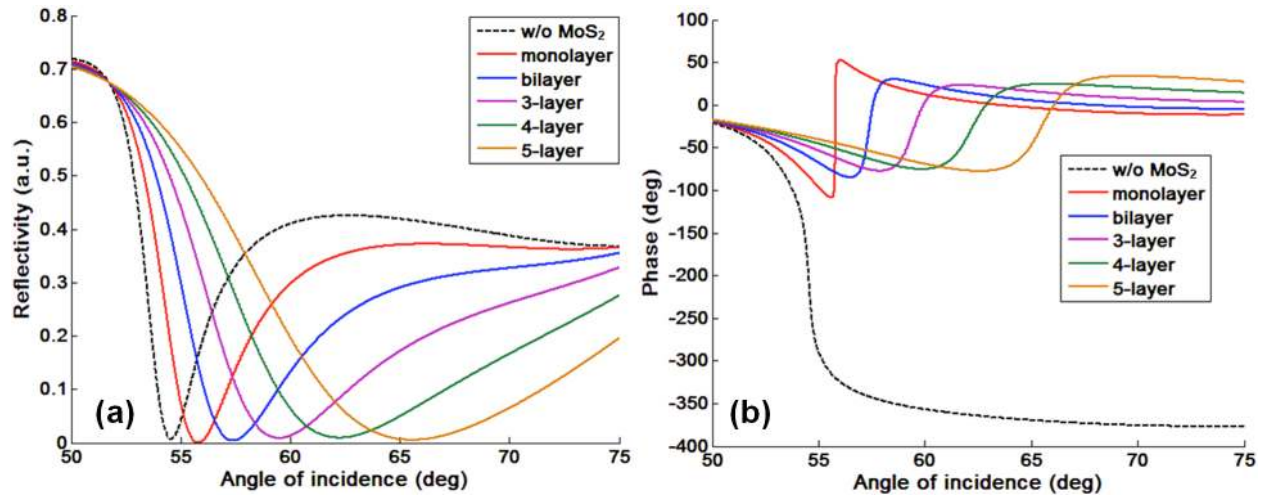 0.8
0.7
0.6
0.5
0.4
0.3
0.2
0.1
0
Reflectivity (a.u.)
w/o MoS₂
monolayer
bilayer
3-layer
4-layer
5-layer
(a)
50 55 60 65 70 75
Angle of incidence (deg)
100
50
0
-50
-100
-150
-200
-250
-300
-350
-400
Phase (deg)
w/o MoS₂
monolayer
bilayer
3-layer
4-layer
5-layer
(b)
50 55 60 65 70 75
Angle of incidence (deg)